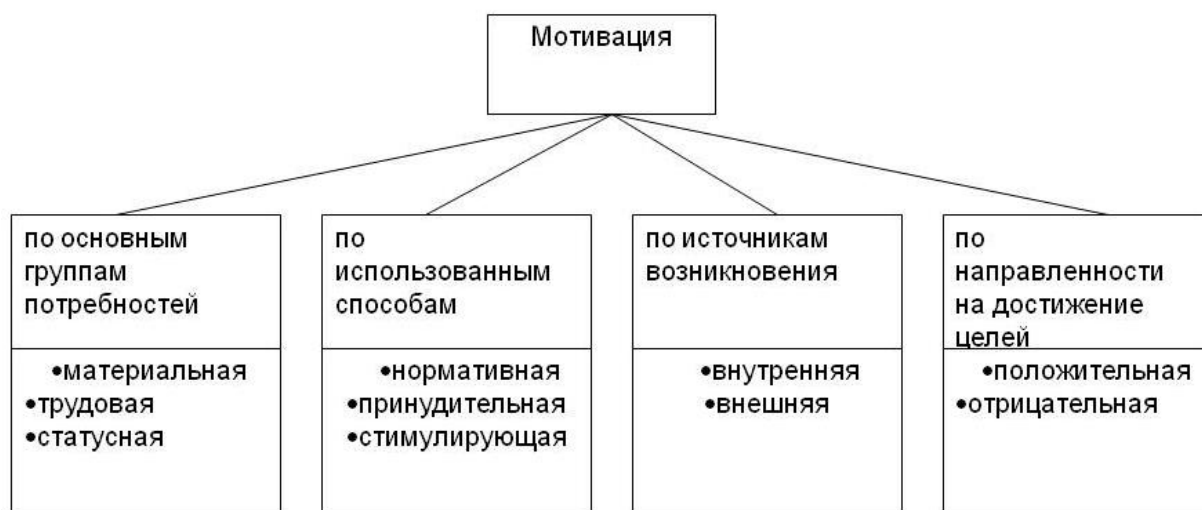 Мотивация
по основным
группам
потребностей
•материальная
•трудовая
•статусная
по
использованным
способам
•нормативная
•принудительная
•стимулирующая
по источникам
возникновения
•внутренняя
•внешняя
по
направленности
на достижение
целей
•положительная
•отрицательная